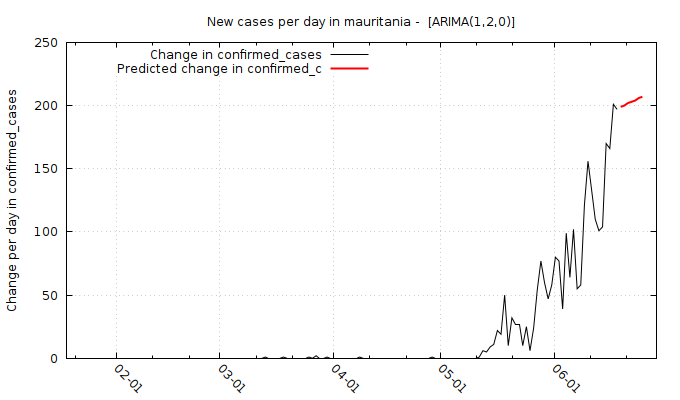 New cases per day in mauritania - [ARIMA(1,2,0)]
Change in confirmed_cases
Predicted change in confirmed_c
Change per day in confirmed_cases
250
200
150
100
50
0
02-01
03-01
04-01
05-01
06-01